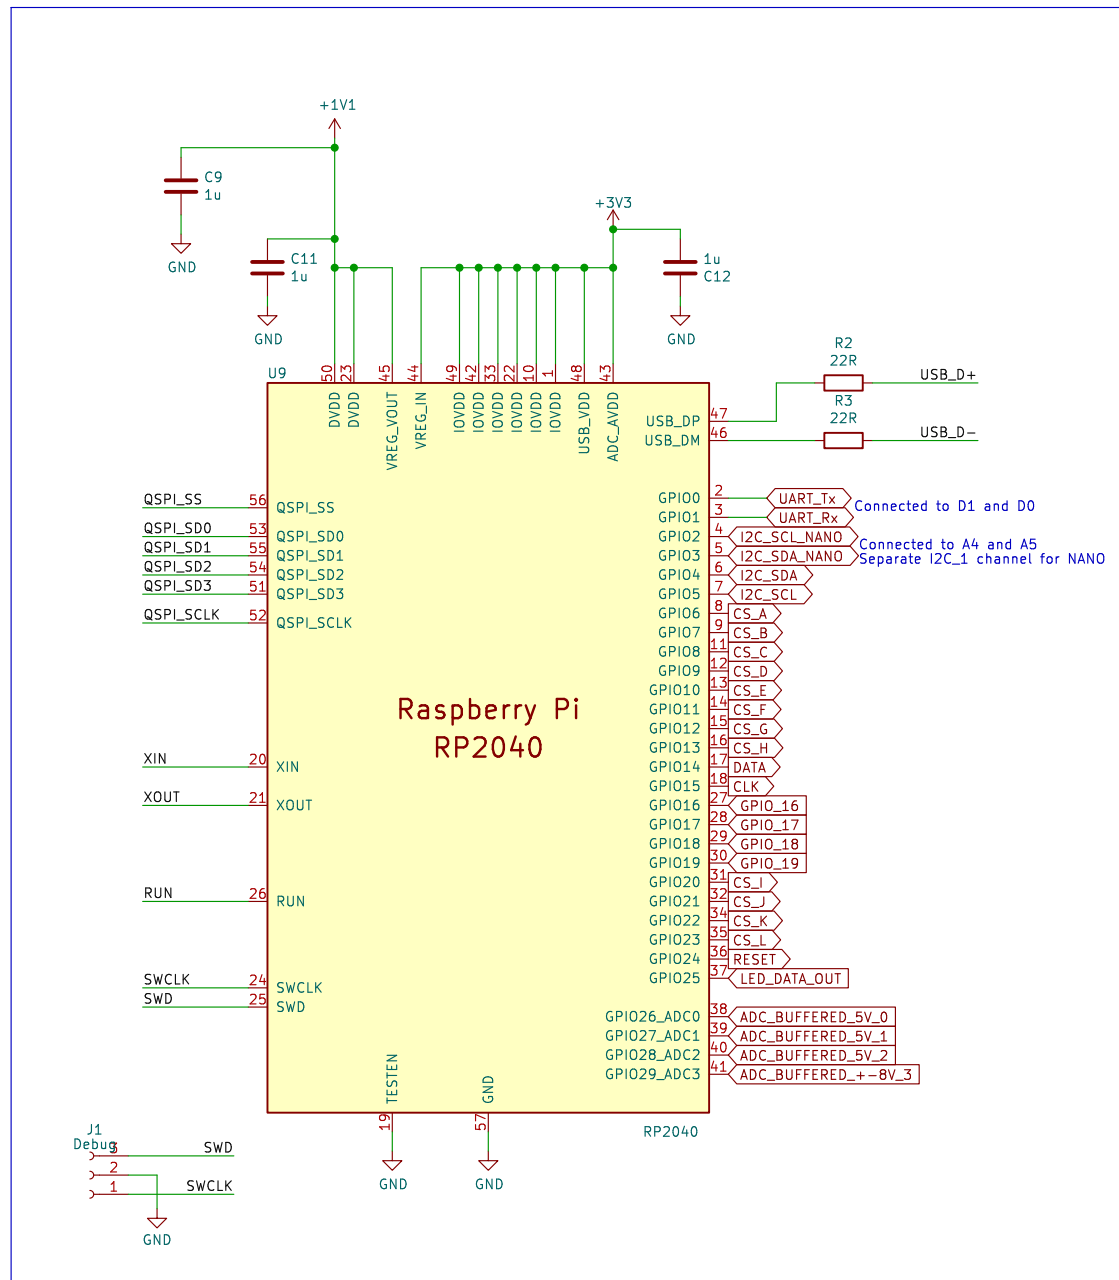 +1V1
C9
1u
GND
+3V3
C11
1u
GND
1u
C12
GND
R2
22R
USB_D+
R3
22R
USB_D-
U9
50
23
45
44
49
42
33
22
10
1
48
43
DVDD
DVDD
VREG_VOUT
VREG_IN
IOVDD
IOVDD
IOVDD
IOVDD
IOVDD
IOVDD
USB_VDD
ADC_AVDD
USB_DP 47
USB_DM 46
QSPI_SS 56 QSPI_SS
QSPI_SD0 53 QSPI_SD0
QSPI_SD1 55 QSPI_SD1
QSPI_SD2 54 QSPI_SD2
QSPI_SD3 51 QSPI_SD3
QSPI_SCLK 52 QSPI_SCLK
GPIO0 2 UART_Tx
GPIO1 3 UART_Rx
Connected to D1 and D0
GPIO2 4 I2C_SCL_NANO
GPIO3 5 I2C_SDA_NANO
Connected to A4 and A5
Separate I2C_1 channel for NANO
GPIO4 6 I2C_SDA
GPIO5 7 I2C_SCL
GPIO6 8 CS_A
GPIO7 9 CS_B
GPIO8 11 CS_C
GPIO9 12 CS_D
GPIO10 13 CS_E
GPIO11 14 CS_F
GPIO12 15 CS_G
GPIO13 16 CS_H
GPIO14 17 DATA
GPIO15 18 CLK
GPIO16 27 GPIO_16
GPIO17 28 GPIO_17
GPIO18 29 GPIO_18
GPIO19 30 GPIO_19
GPIO20 31 CS_I
GPIO21 32 CS_J
GPIO22 34 CS_K
GPIO23 35 CS_L
GPIO24 36 RESET
GPIO25 37 LED_DATA_OUT
GPIO26_ADC0 38 ADC_BUFFERED_5V_0
GPIO27_ADC1 39 ADC_BUFFERED_5V_1
GPIO28_ADC2 40 ADC_BUFFERED_5V_2
GPIO29_ADC3 41 ADC_BUFFERED_+-8V_3
Raspberry Pi
RP2040
XIN 20 XIN
XOUT 21 XOUT
RUN 26 RUN
SWCLK 24 SWCLK
SWD 25 SWD
TESTEN
GND
19
57
RP2040
GND
GND
J1
Debug
3 SWD
2
1 SWCLK
GND